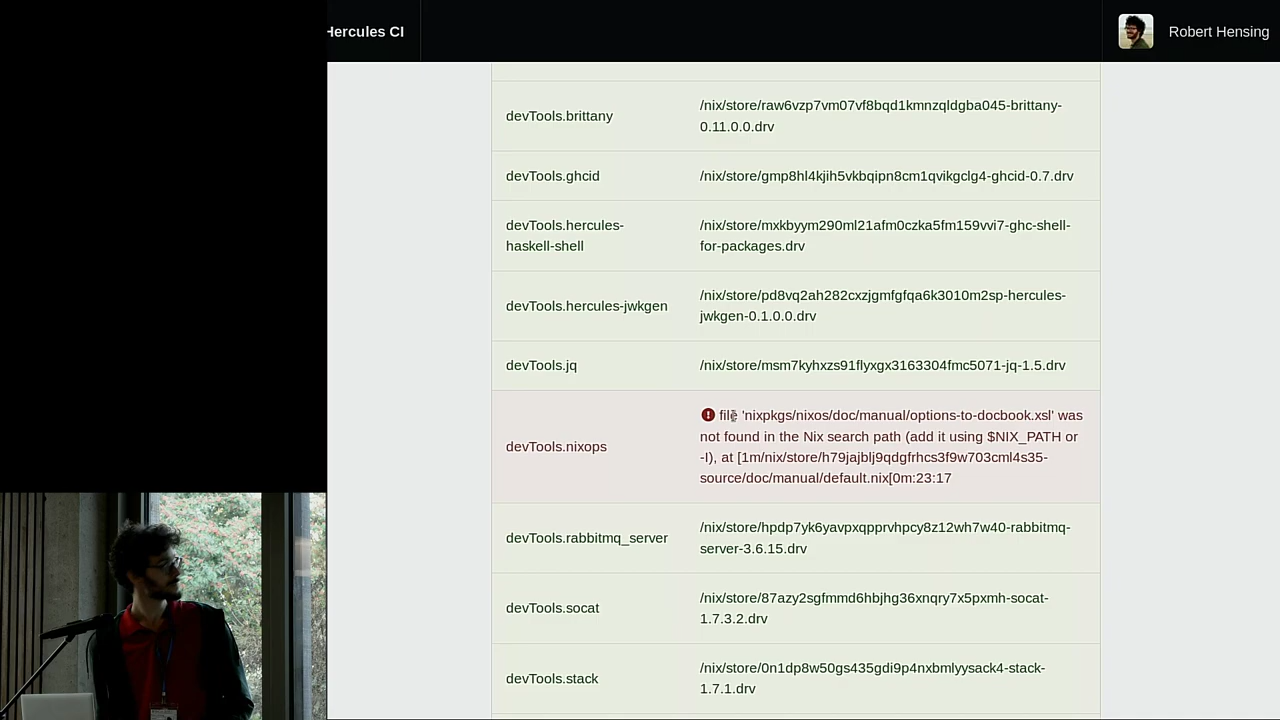 Hercules CI
Robert Hensing
devTools.brittany
/nix/store/raw6vzp7vm07vf8bqd1kmnzqldgba045-brittany-
0.11.0.0.drv
devTools.ghcid
/nix/store/gmp8hl4kjih5vkbqipn8cm1qvikgclg4-ghcid-0.7.drv
devTools.hercules-
haskell-shell
/nix/store/mxkbyym290ml21afm0czka5fm159vvi7-ghc-shell-
for-packages.drv
devTools.hercules-jwkgen
/nix/store/pd8vq2ah282cxzjgmfgfqa6k3010m2sp-hercules-
jwkgen-0.1.0.0.drv
devTools.jq
/nix/store/msm7kyhxzs91flyxgx3163304fmc5071-jq-1.5.drv
devTools.nixops
file 'nixpkgs/nixos/doc/manual/options-to-docbook.xsl' was
not found in the Nix search path (add it using $NIX_PATH or
-I), at [1m/nix/store/h79jajblj9qdgfrhcs3f9w703cml4s35-
source/doc/manual/default.nix[0m:23:17
devTools.rabbitmq_server
/nix/store/hpdp7yk6yavpxqpprvhpcy8z12wh7w40-rabbitmq-
server-3.6.15.drv
devTools.socat
/nix/store/87azy2sgfmmd6hbjhg36xnqry7x5pxmh-socat-
1.7.3.2.drv
devTools.stack
/nix/store/0n1dp8w50gs435gdi9p4nxbmlyysack4-stack-
1.7.1.drv